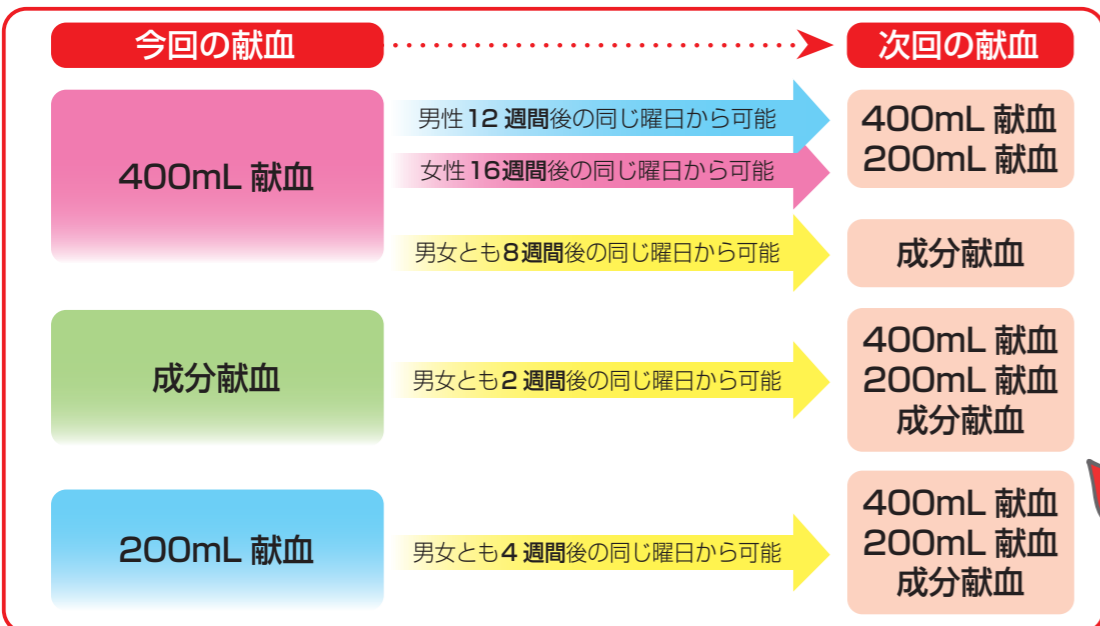 今回の献血
次回の献血
400mL 献血
男性12週間後の同じ曜日から可能
女性16週間後の同じ曜日から可能
400mL 献血
200mL 献血
男女とも8週間後の同じ曜日から可能
成分献血
成分献血
男女とも2週間後の同じ曜日から可能
400mL 献血
200mL 献血
成分献血
200mL 献血
男女とも4週間後の同じ曜日から可能
400mL 献血
200mL 献血
成分献血